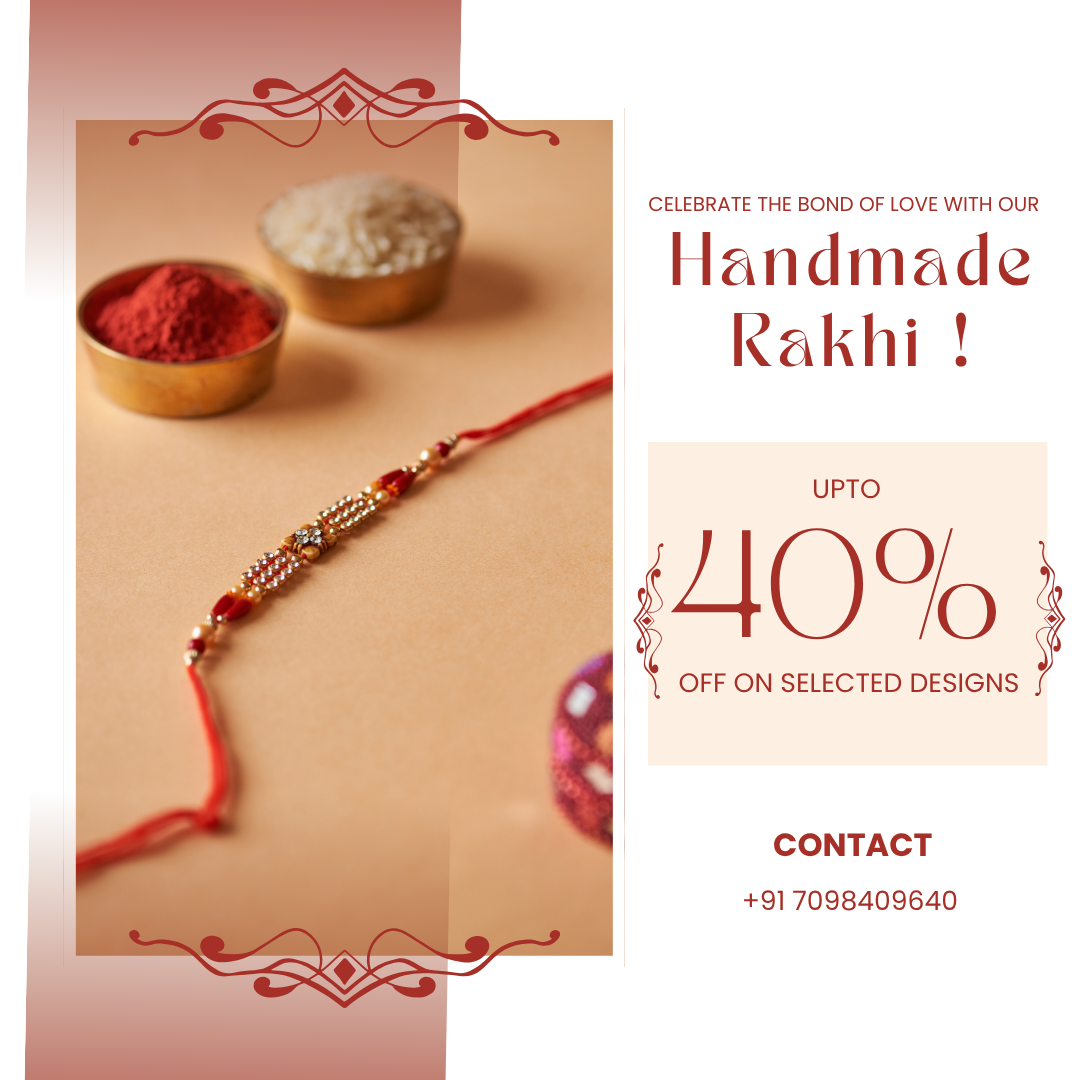 CELEBRATE THE BOND OF LOVE WITH OUR
Handmade
Rakhi !
UPTO
40%
OFF ON SELECTED DESIGNS
CONTACT
+91 7098409640